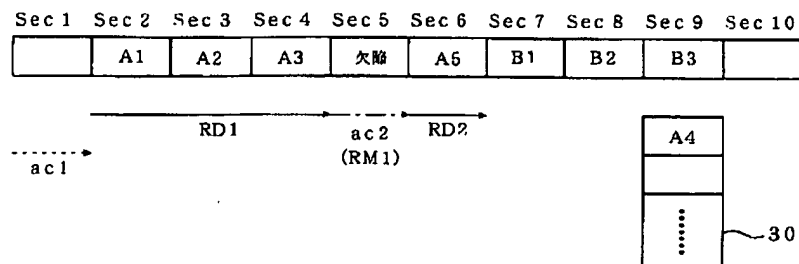 Sec 1 Sec 2 Sec 3 Sec 4 Sec 5 Sec 6 Sec 7 Sec 8 Sec 9 Sec 10
A1 A2 A3 欠陥 A5 B1 B2 B3
RD1 ac2 RD2
(RM1)
ac1
A4
30